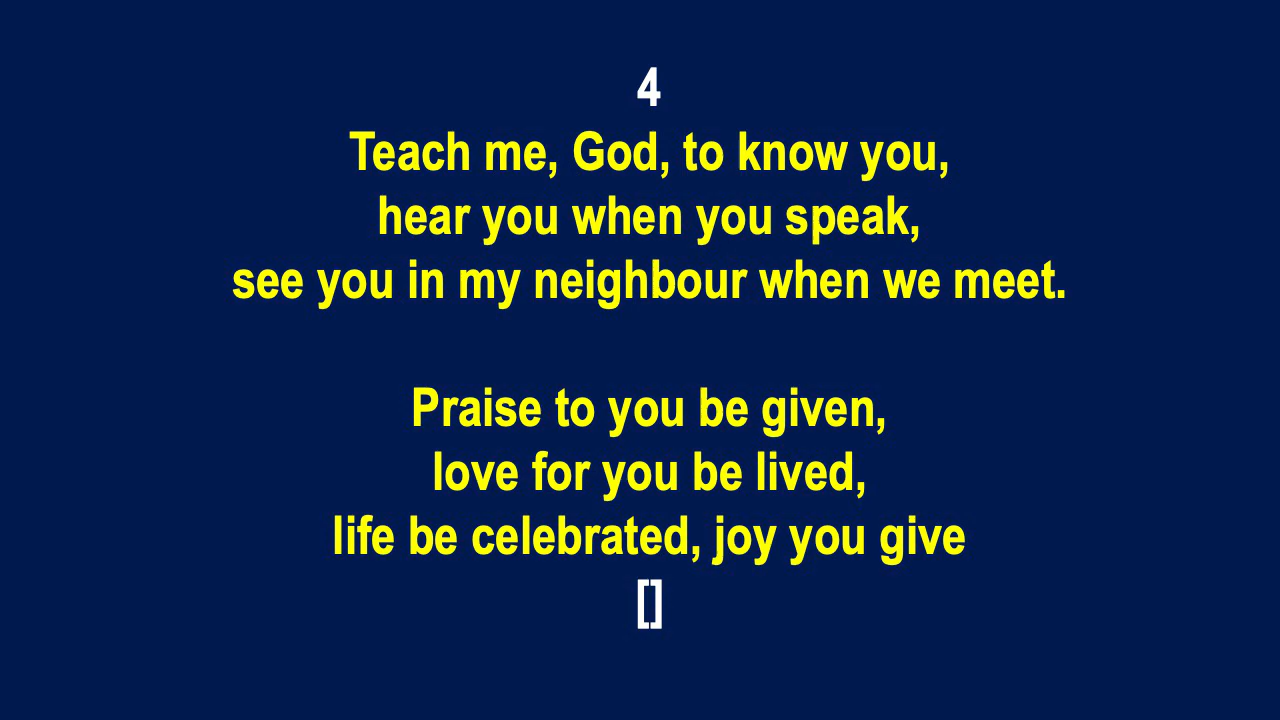 4
Teach me, God, to know you,
hear you when you speak,
see you in my neighbour when we meet.
Praise to you be given,
love for you be lived,
life be celebrated, joy you give
[]